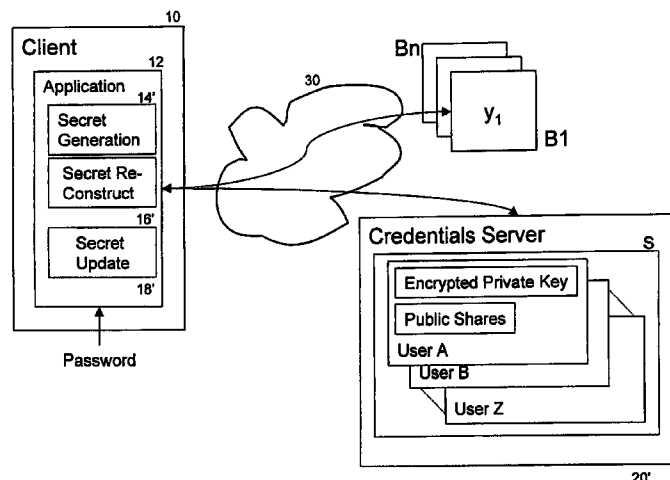 10
Client
12
Application
14'
Secret
Generation
Secret Re-
Construct
16'
Secret
Update
18'
Password
30
Bn
y1
B1
Credentials Server
S
Encrypted Private Key
Public Shares
User A
User B
User Z
20'